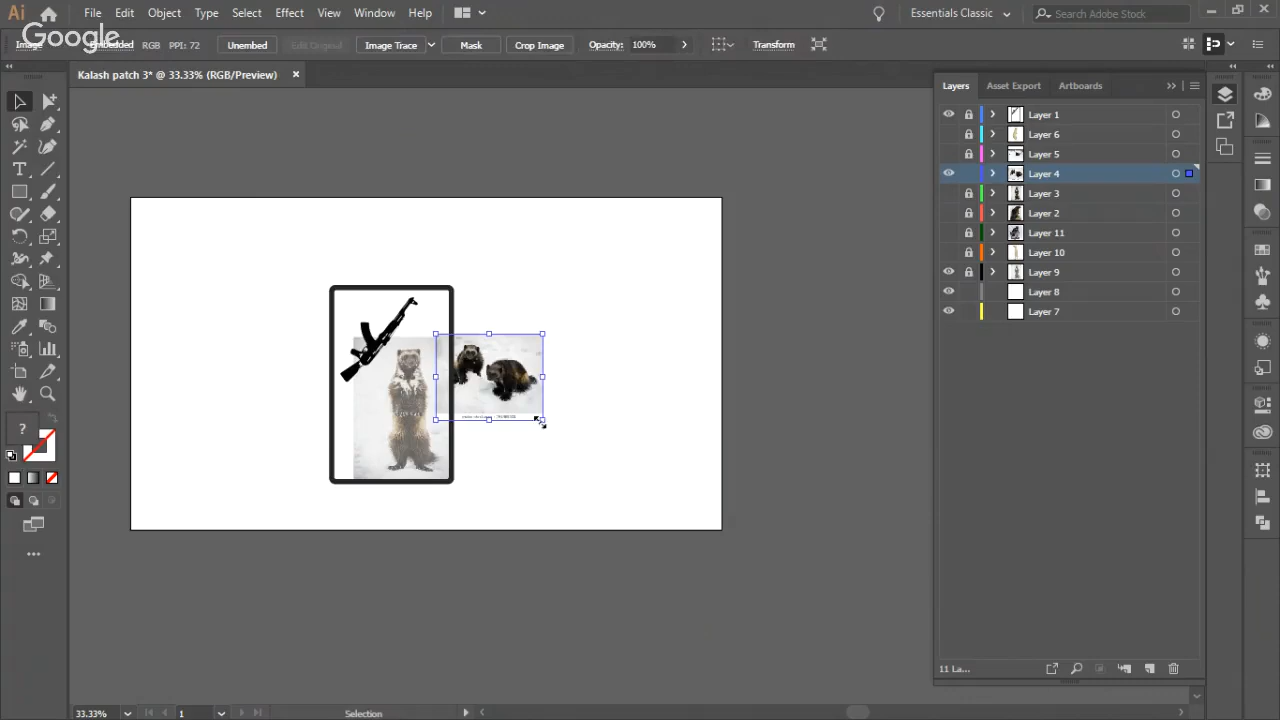 Ai
File Edit Object Type Select Effect View Window Help
Essentials Classic
Search Adobe Stock
Google
Image
Embedded RGB PPI: 72 Unembed Edit Original Image Trace Mask Crop Image Opacity: 100% Transform
Kalash patch 3* @ 33.33% (RGB/Preview)
Layers Asset Export Artboards
Layer 1
Layer 6
Layer 5
Layer 4
Layer 3
Layer 2
Layer 11
Layer 10
Layer 9
Layer 8
Layer 7
?
11 La...
33.33% 1 Selection